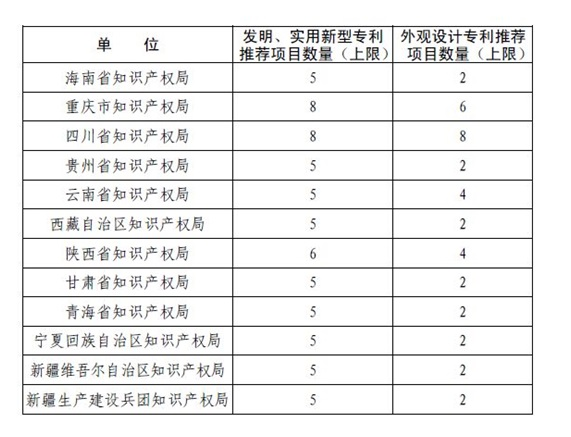 单 位 发明、实用新型专利推荐项目数量（上限） 外观设计专利推荐项目数量（上限）
海南省知识产权局 5 2
重庆市知识产权局 8 6
四川省知识产权局 8 8
贵州省知识产权局 5 2
云南省知识产权局 5 4
西藏自治区知识产权局 5 2
陕西省知识产权局 6 4
甘肃省知识产权局 5 2
青海省知识产权局 5 2
宁夏回族自治区知识产权局 5 2
新疆维吾尔自治区知识产权局 5 2
新疆生产建设兵团知识产权局 5 2